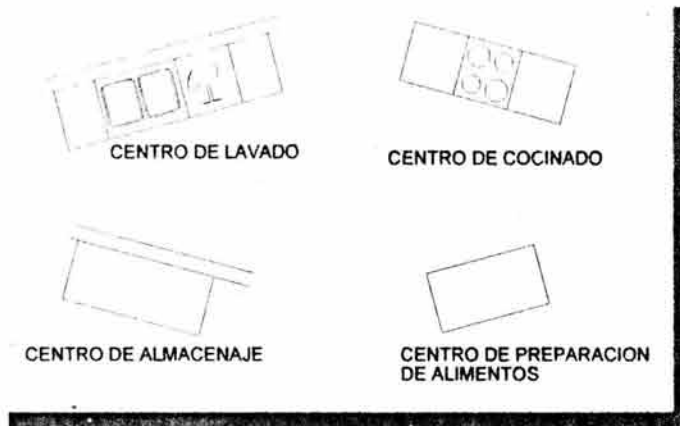 CENTRO DE LAVADO
CENTRO DE COCINADO
CENTRO DE ALMACENAJE
CENTRO DE PREPARACION
DE ALIMENTOS